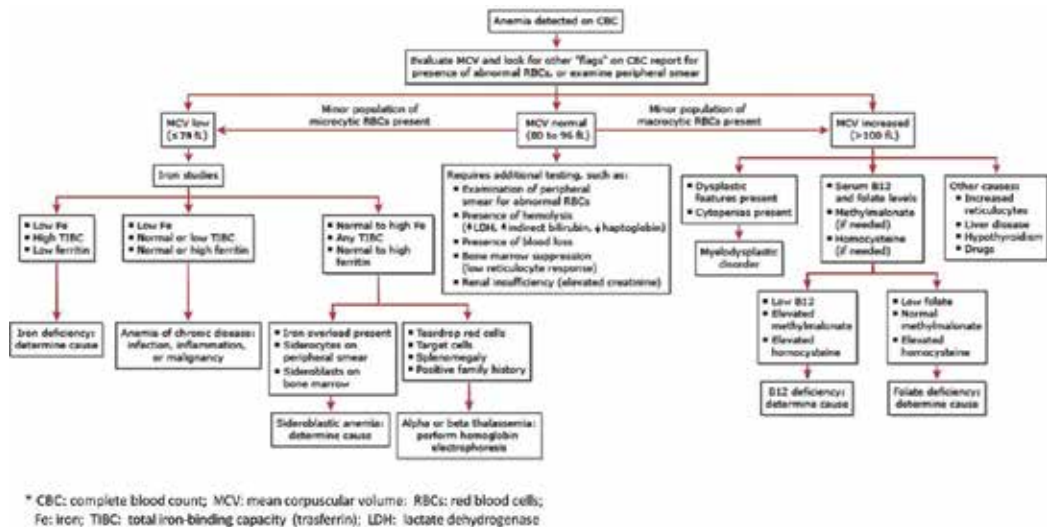 Anemia detected on CBC
Evaluate MCV and look for other "flags" on CBC report for
presence of abnormal RBCs, or examine peripheral smear
Minor population of
microcytic RBCs present
Minor population of
macrocytic RBCs present
MCV low
MCV normal
(80 to 96 fL)
MCV increased
(>100 fL)
Iron studies
Requires additional testing, such as:
▪ Examination of peripheral
smear for abnormal RBCs
▪ Presence of hemolysis
(↑LDH, ↑ indirect bilirubin, ↓haptoglobin)
▪ Presence of blood loss
▪ Bone marrow suppression
(low reticulocyte response)
▪ Renal insufficiency (elevated creatinine)
▪ Dysplastic
features present
▪ Cytopenias present
▪ Serum B12
and folate levels
▪ Methylmalonate
(if needed)
▪ Homocysteine
(if needed)
Other causes:
▪ Increased
reticulocytes
▪ Liver disease
▪ Hypothyroidism
▪ Drugs
▪ Low Fe
▪ High TIBC
▪ Low ferritin
▪ Low Fe
▪ Normal or low TIBC
▪ Normal or high ferritin
▪ Normal to high Fe
▪ Any TIBC
▪ Normal to high
ferritin
Myelodysplastic
disorder
▪ Low B12
▪ Elevated
methylmalonate
▪ Elevated
homocysteine
▪ Low folate
▪ Normal
methylmalonate
▪ Elevated
homocysteine
Iron deficiency:
determine cause
Anemia of chronic disease:
infection, inflammation,
or malignancy
▪ Iron overload present
▪ Siderocytes on
peripheral smear
▪ Sideroblasts on
bone marrow
▪ Teardrop red cells
▪ Target cells
▪ Splenomegaly
▪ Positive family history
B12 deficiency:
determine cause
Folate deficiency:
determine cause
Sideroblastic anemia:
determine cause
Alpha or beta thalassemia:
perform hemoglobin
electrophoresis
* CBC: complete blood count; MCV: mean corpuscular volume: RBCs: red blood cells;
Fe: iron; TIBC: total iron-binding capacity (trasferrin); LDH: lactate dehydrogenase